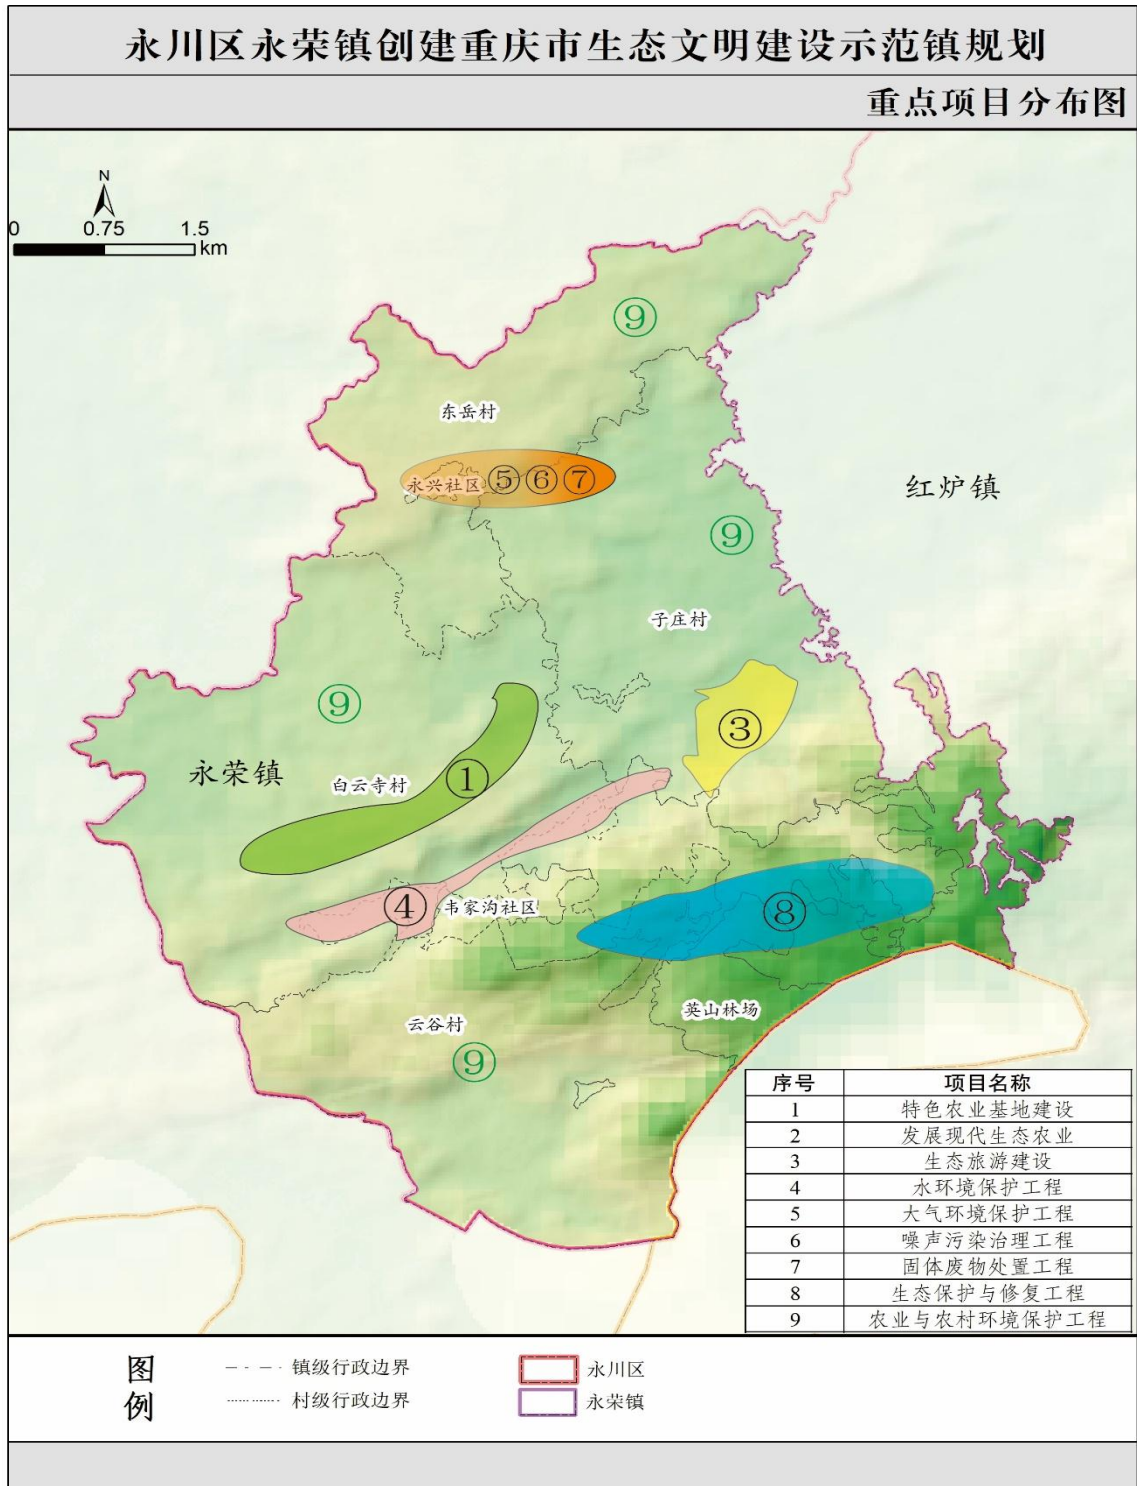 永川区永荣镇创建重庆市生态文明建设示范镇规划
重点项目分布图
N
0 0.75 1.5
km
⑨
东岳村
永兴社区 ⑤ ⑥ ⑦
红炉镇
⑨
子庄村
⑨
③
永荣镇
白云寺村 ①
④ 韦家沟社区
⑧
英山林场
云谷村
⑨
序号 项目名称
1 特色农业基地建设
2 发展现代生态农业
3 生态旅游建设
4 水环境保护工程
5 大气环境保护工程
6 噪声污染治理工程
7 固体废物处置工程
8 生态保护与修复工程
9 农业与农村环境保护工程
图例
镇级行政边界 永川区
村级行政边界 永荣镇